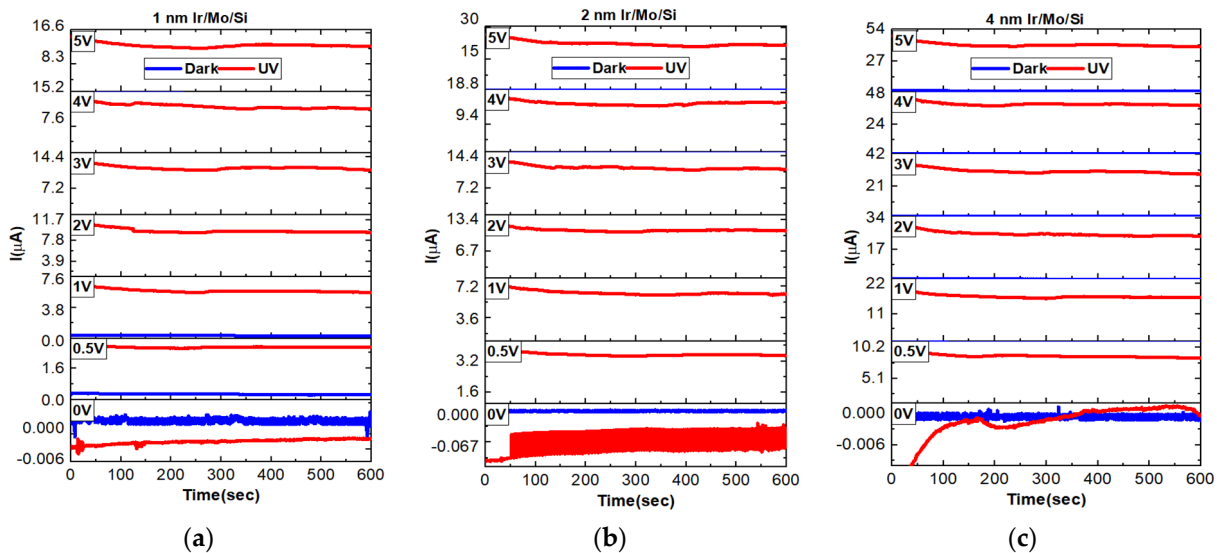 1 nm Ir/Mo/Si
I(µA)
16.6
5V
8.3
Dark UV
15.2
4V
7.6
14.4
3V
7.2
11.7
2V
7.8
3.9
7.6
1V
3.8
0.0
0.5V
1.6
0.0
0V
0.000
-0.006
0 100 200 300 400 500 600
Time(sec)
(a)
2 nm Ir/Mo/Si
I(µA)
30
5V
15
Dark UV
18.8
4V
9.4
14.4
3V
7.2
13.4
2V
6.7
7.2
1V
3.6
0.5V
3.2
1.6
0.000
0V
-0.067
0 100 200 300 400 500 600
Time(sec)
(b)
4 nm Ir/Mo/Si
I(µA)
54
5V
27
Dark UV
48
4V
24
42
3V
21
34
2V
17
22
1V
11
10.2
0.5V
5.1
0.000
0V
-0.006
0 100 200 300 400 500 600
Time(sec)
(c)